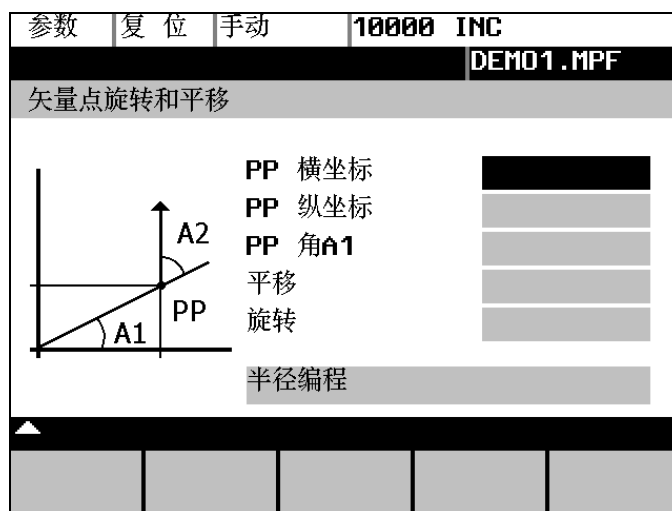 参数 复 位 手动 10000 INC
DEMO1.MPF
矢量点旋转和平移
PP 横坐标
PP 纵坐标
PP 角A1
平移
旋转
半径编程
A2
PP
A1